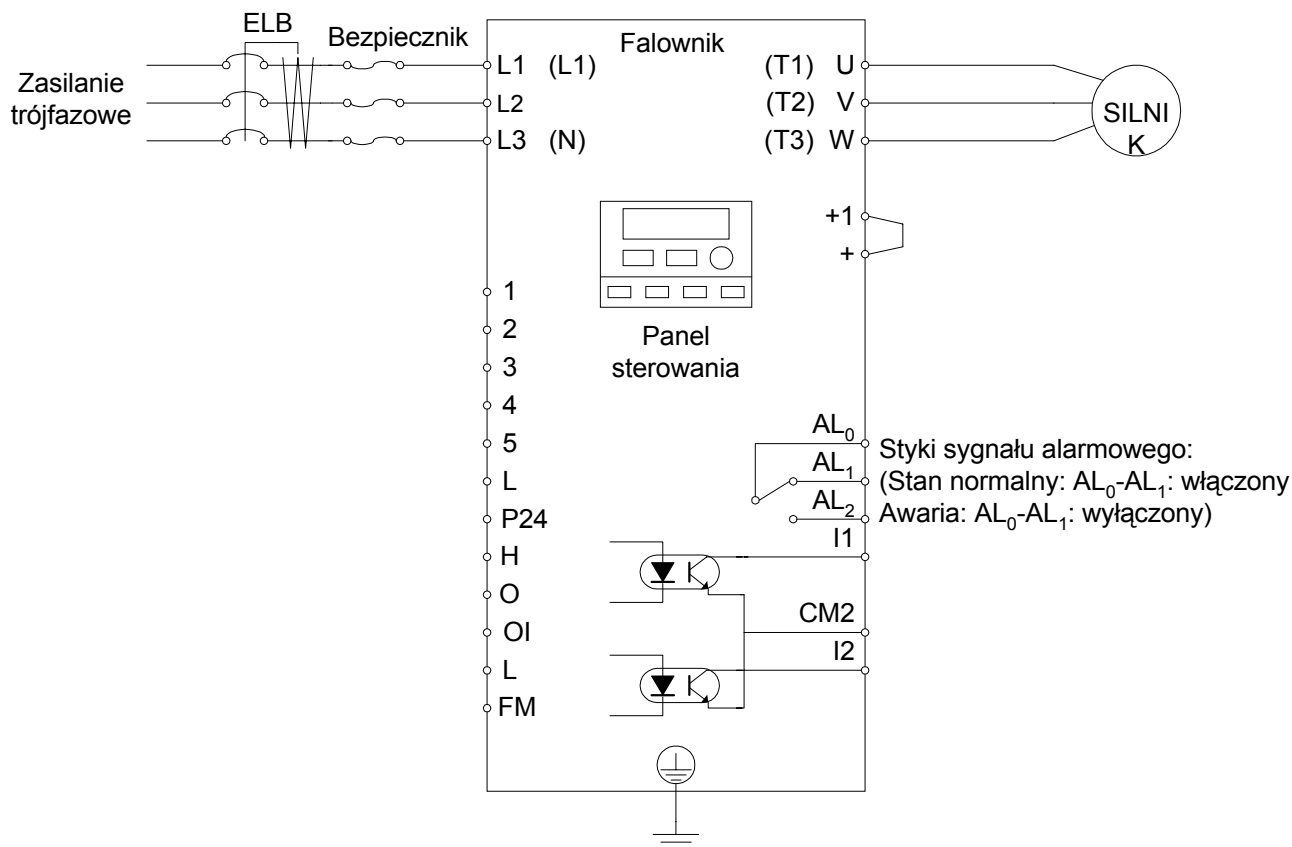 ELB
Bezpiecznik
Falownik
Zasilanie
trójfazowe
L1 (L1)
L2
L3 (N)
(T1) U
(T2) V
(T3) W
SILNI
K
+1
+
Panel
sterowania
1
2
3
4
5
L
P24
H
O
OI
L
FM
AL₀
AL₁
AL₂
Styki sygnału alarmowego:
(Stan normalny: AL₀-AL₁: włączony
Awaria: AL₀-AL₁: wyłączony)
I1
CM2
I2